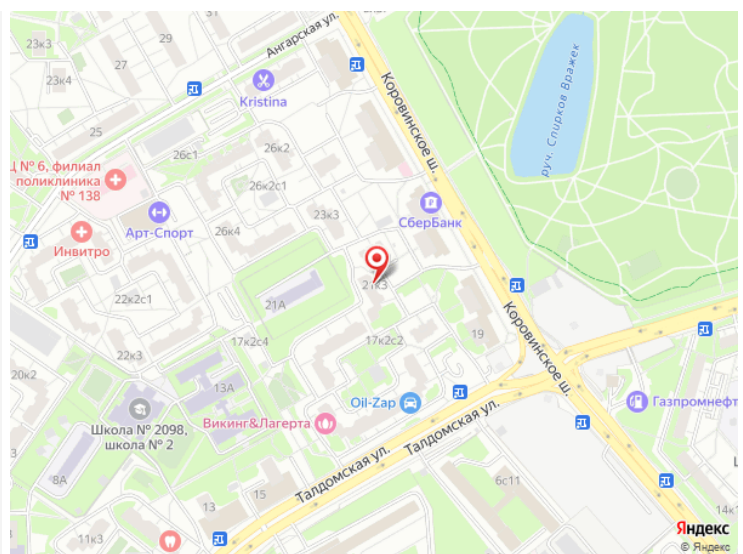 29
31
Ангарская ул.
23к3
27
23к4
Kristina
Коровинское ш.
руч. Спирков Вражек
25
26с1
26к2
Ц № 6, филиал
поликлиника
№ 138
26к2с1
СберБанк
Арт-Спорт
23к3
26к4
Инвитро
21к3
22к2с1
21А
Коровинское ш.
19
17к2с4
17к2с2
22к3
20к2
13А
Oil-Zap
Газпромнефт
Викинг&Лагерта
Школа № 2098,
школа № 2
Талдомская ул.
Талдомская ул.
8А
13
15
6с11
14к1
11к3
Яндекс
© Яндекс